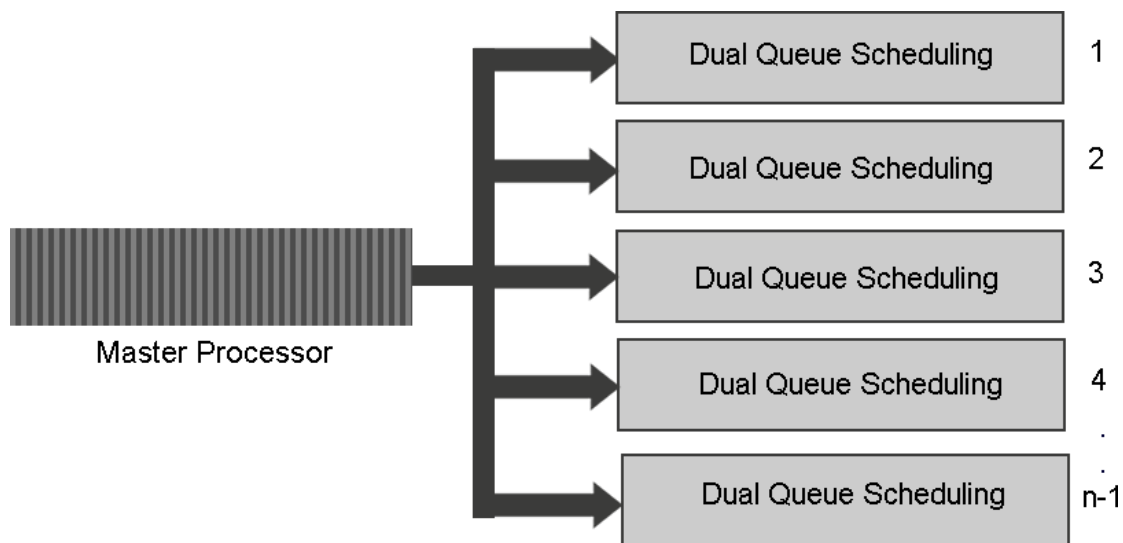 Dual Queue Scheduling 1
Dual Queue Scheduling 2
Dual Queue Scheduling 3
Master Processor
Dual Queue Scheduling 4
.
.
Dual Queue Scheduling n-1